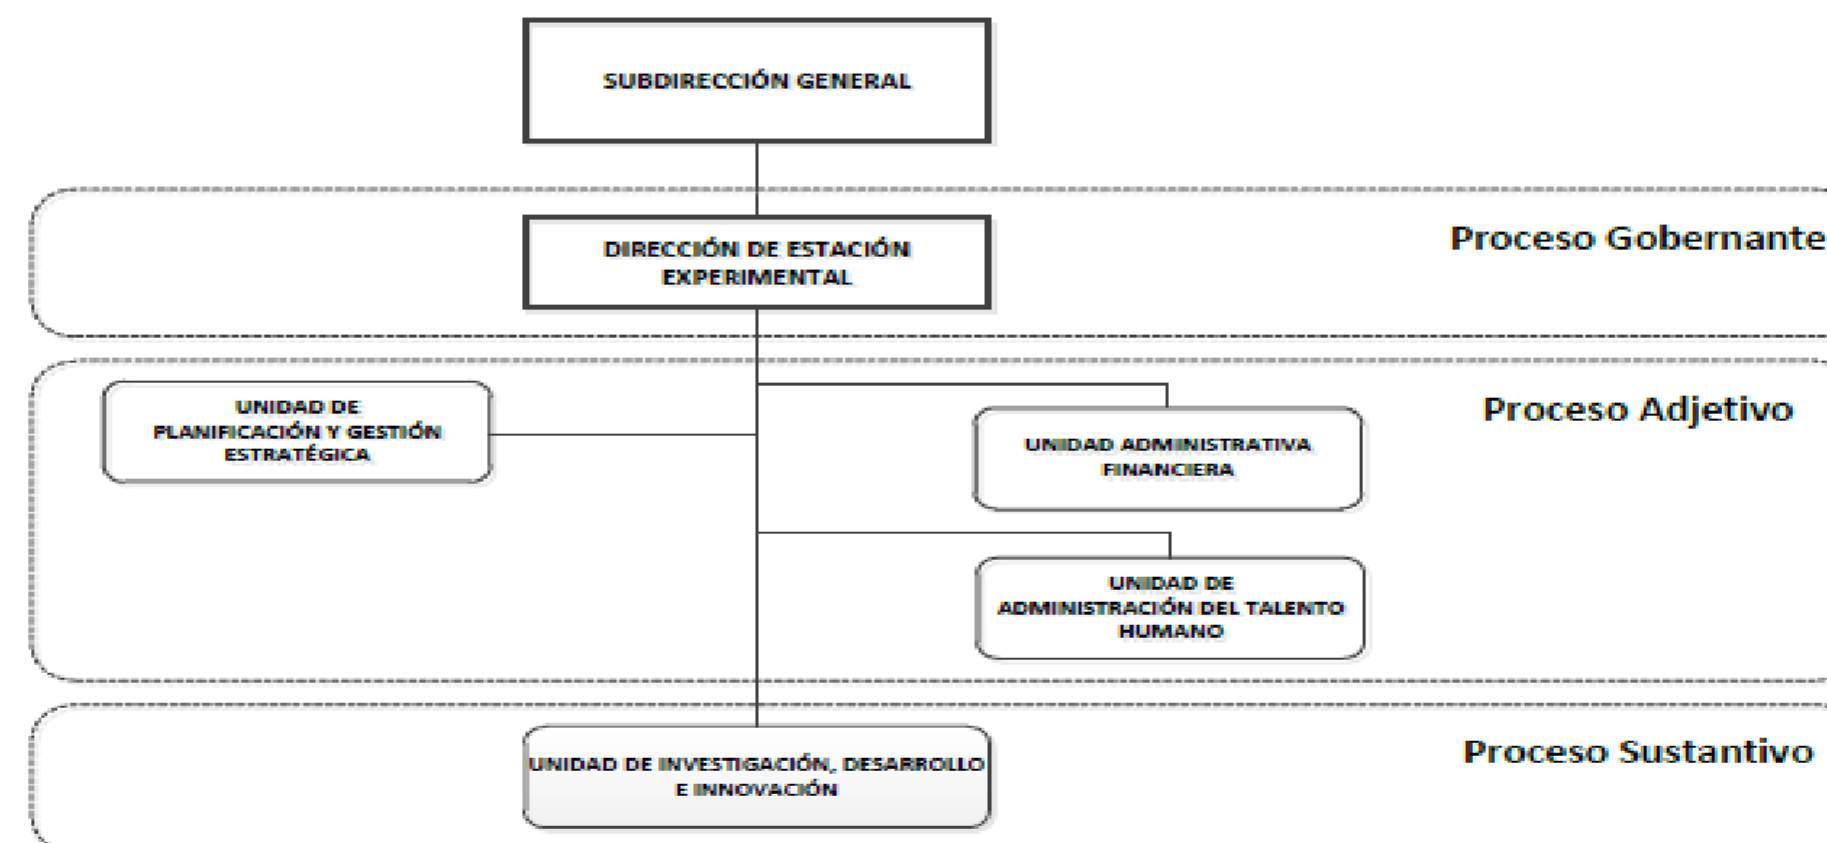 SUBDIRECCIÓN GENERAL
Proceso Gobernante
DIRECCIÓN DE ESTACIÓN
EXPERIMENTAL
Proceso Adjetivo
UNIDAD DE
PLANIFICACIÓN Y GESTIÓN
ESTRATÉGICA
UNIDAD ADMINISTRATIVA
FINANCIERA
UNIDAD DE
ADMINISTRACIÓN DEL TALENTO
HUMANO
Proceso Sustantivo
UNIDAD DE INVESTIGACIÓN, DESARROLLO
E INNOVACIÓN